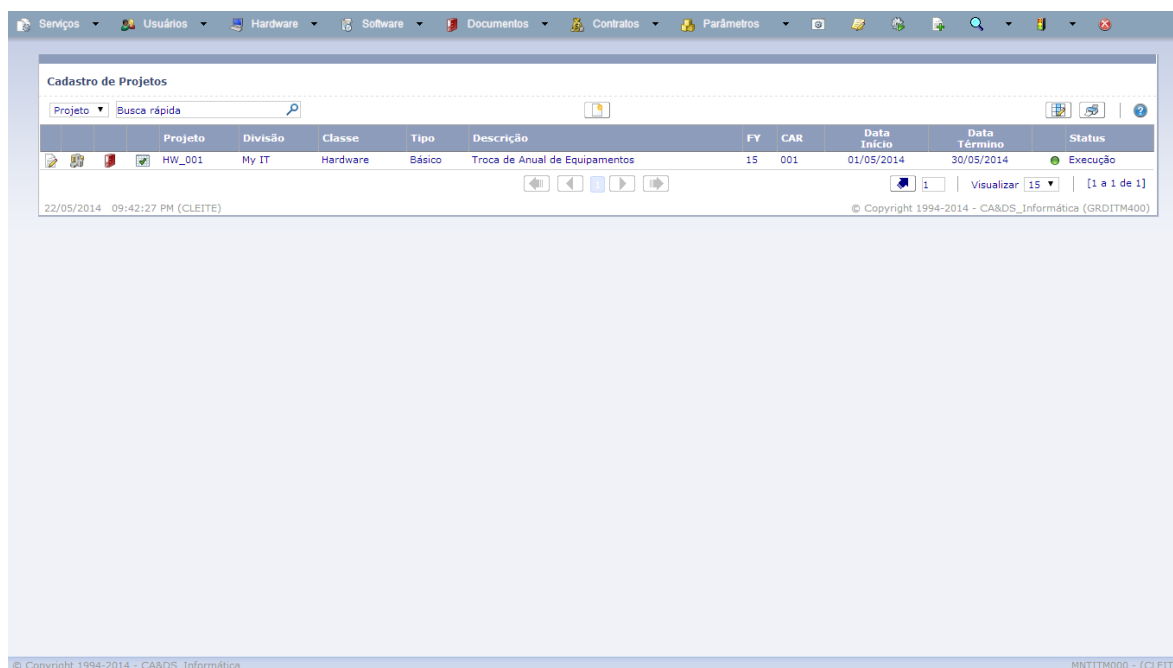 Serviços Usuários Hardware Software Documentos Contratos Parâmetros
Cadastro de Projetos
Projeto Busca rápida
Projeto Divisão Classe Tipo Descrição FY CAR Data Início Data Término Status
HW_001 My IT Hardware Básico Troca de Anual de Equipamentos 15 001 01/05/2014 30/05/2014 Execução
1 1 Visualizar 15 [1 a 1 de 1]
22/05/2014 09:42:27 PM (CLEITE) © Copyright 1994-2014 - CA&DS_Informática (GRDITM400)
© Copyright 1994-2014 - CA&DS_Informática MNTITM000 - (CLEIT